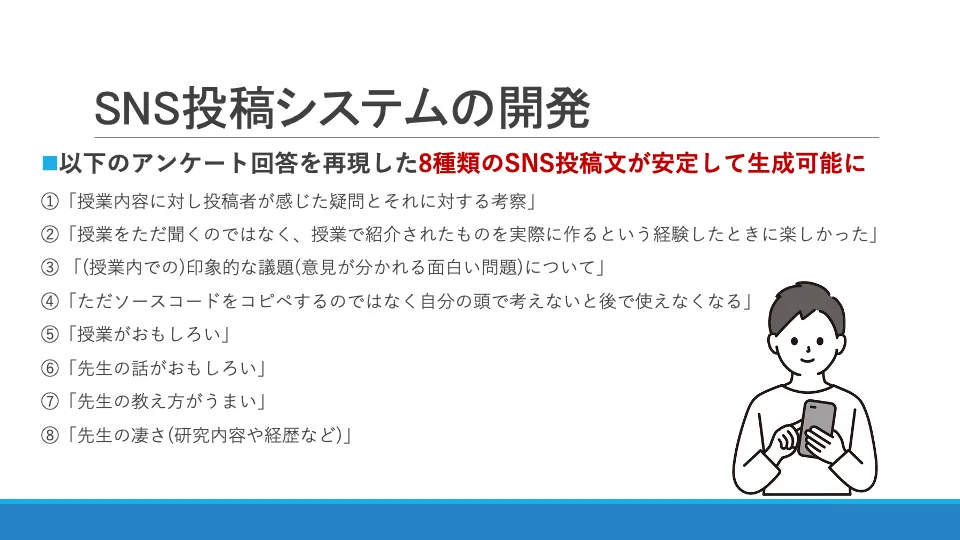 SNS投稿システムの開発
■以下のアンケート回答を再現した8種類のSNS投稿文が安定して生成可能に
①「授業内容に対し投稿者が感じた疑問とそれに対する考察」
②「授業をただ聞くのではなく、授業で紹介されたものを実際に作るという経験したときに楽しかった」
③ 「(授業内での)印象的な議題(意見が分かれる面白い問題)について」
④「ただソースコードをコピペするのではなく自分の頭で考えないと後で使えなくなる」
⑤「授業がおもしろい」
⑥「先生の話がおもしろい」
⑦「先生の教え方がうまい」
⑧「先生の凄さ(研究内容や経歴など)」